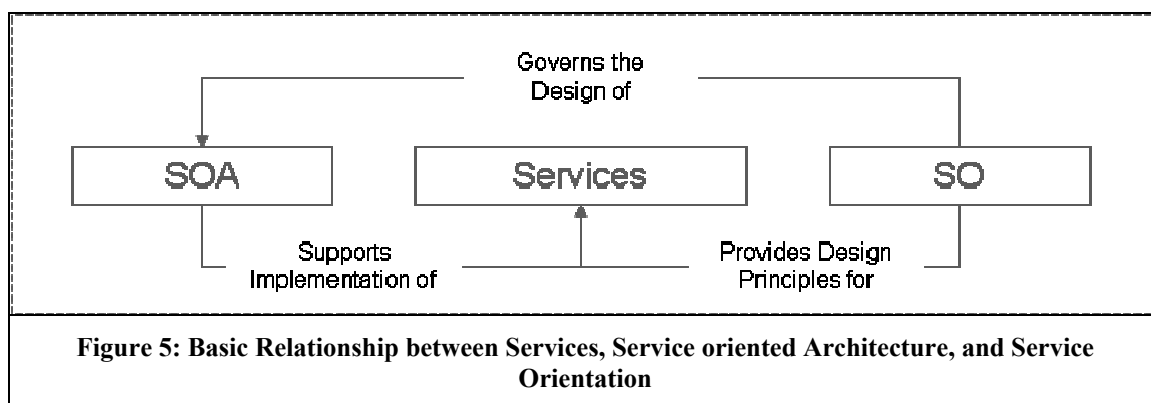 Governs the
Design of
SOA
Services
SO
Supports
Implementation of
Provides Design
Principles for
Figure 5: Basic Relationship between Services, Service oriented Architecture, and Service
Orientation